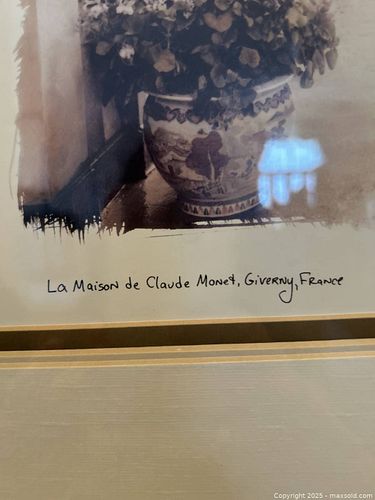 La Maison de Claude Monet, Giverny, France
Copyright 2025 - maxsold.com